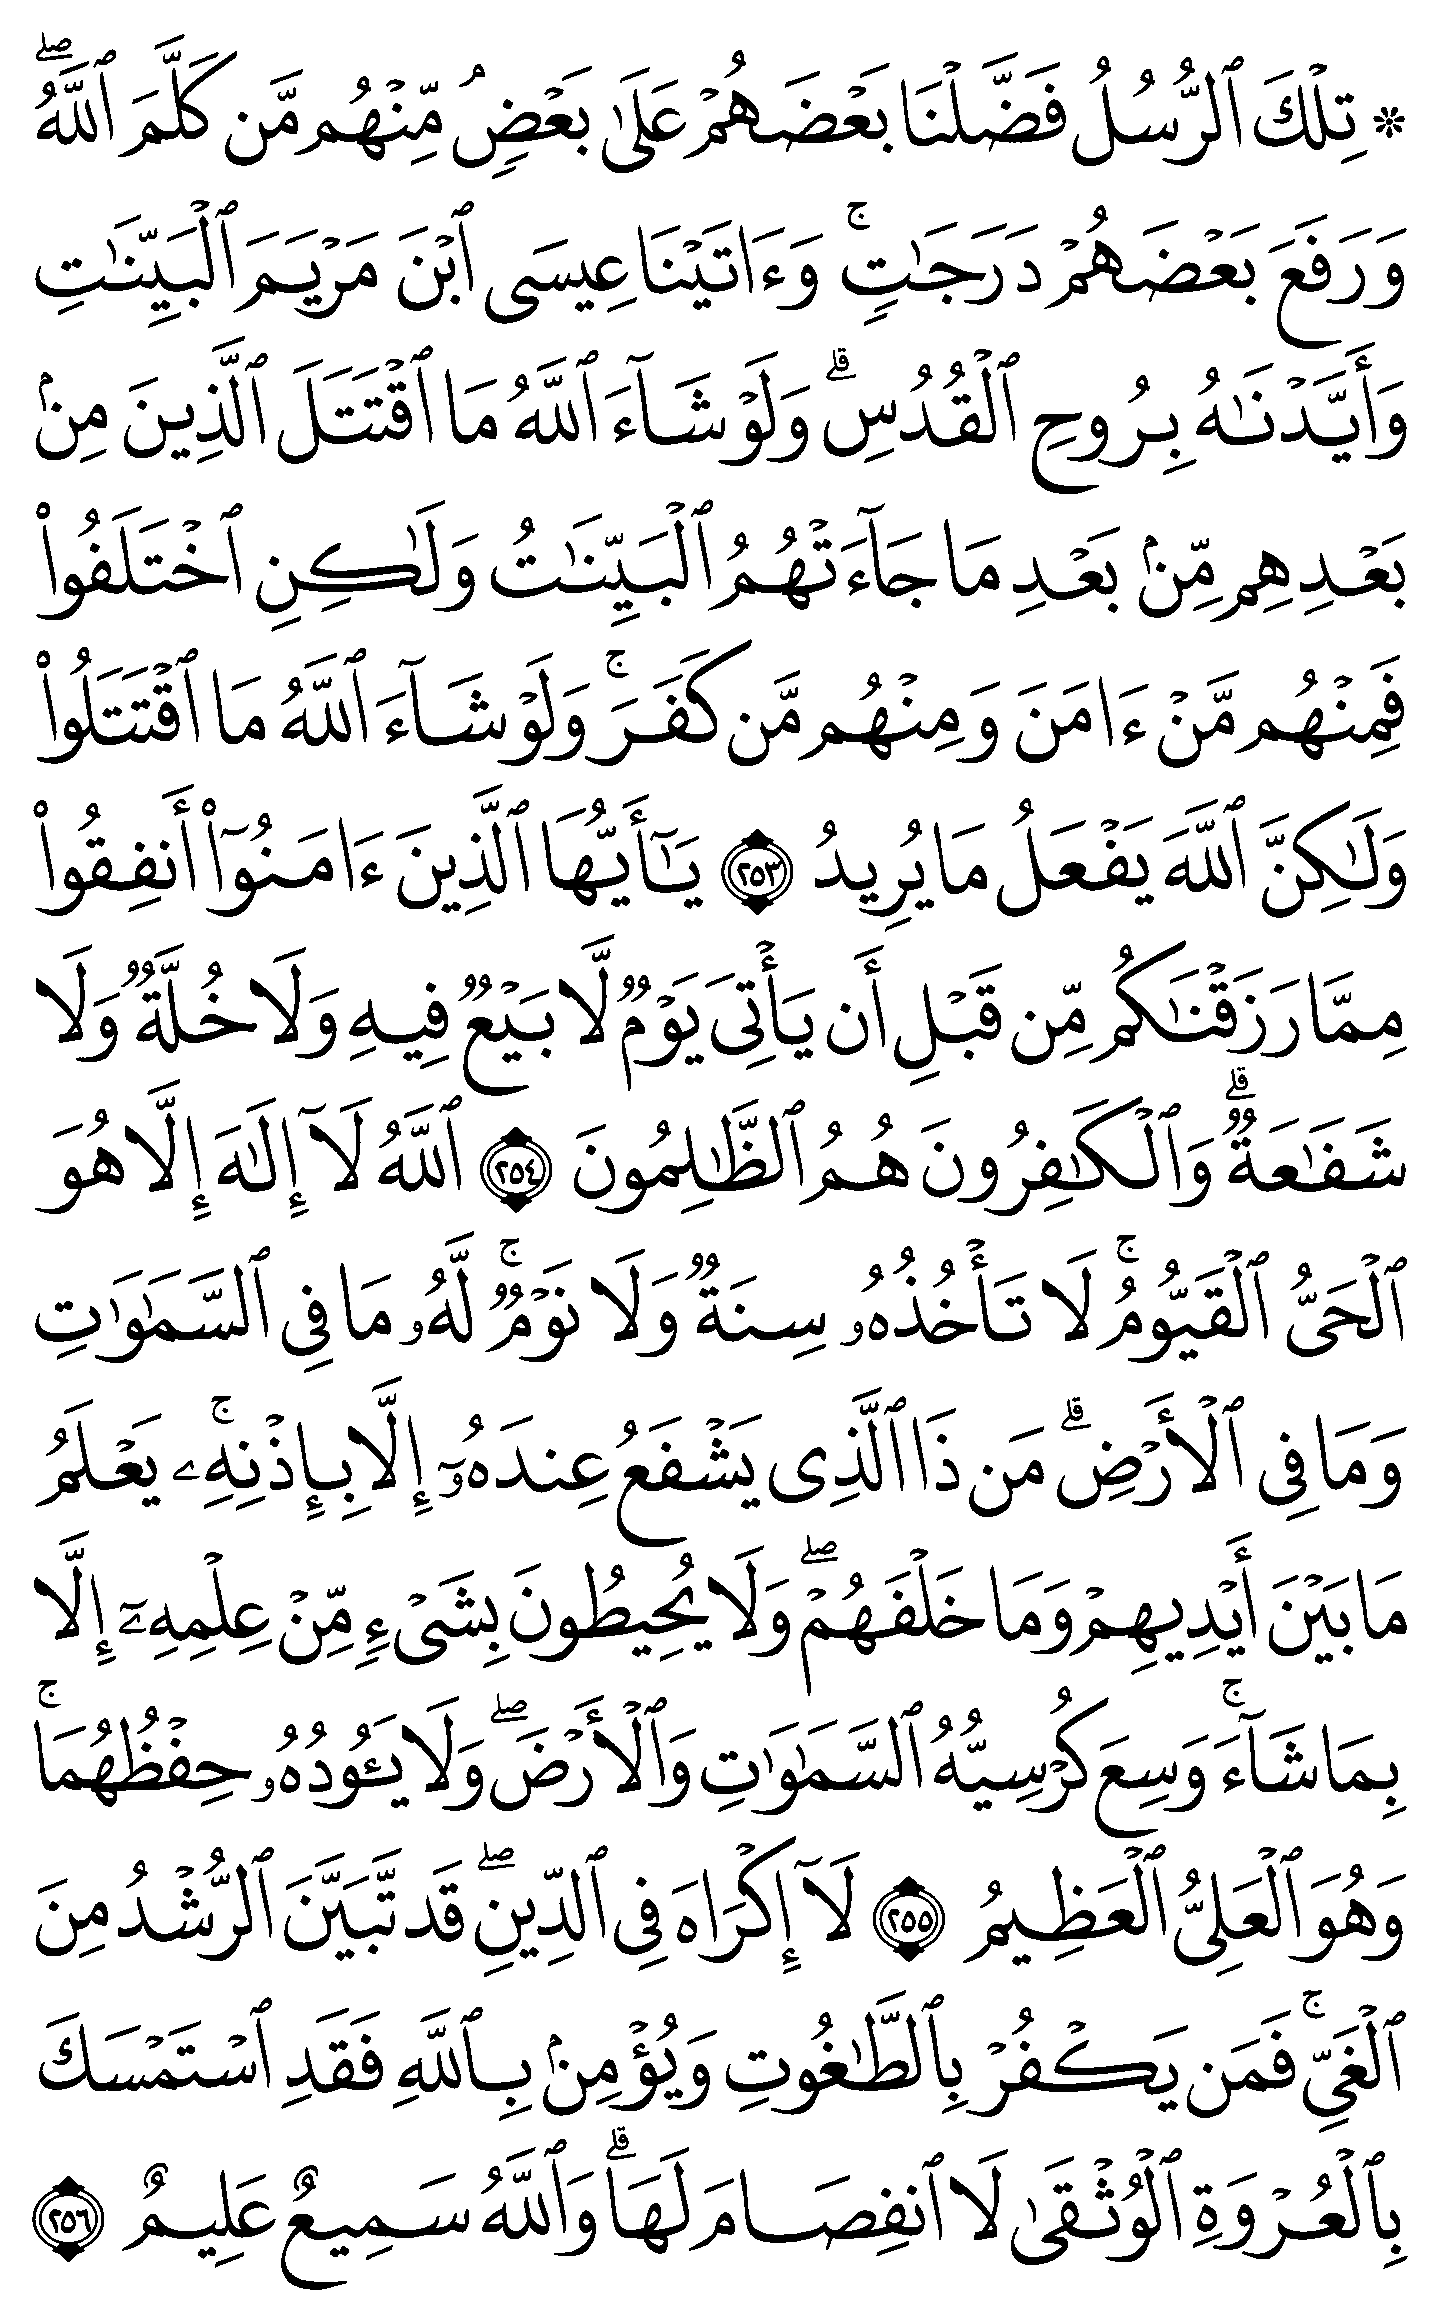 ۞ تِلۡكَ ٱلرُّسُلُ فَضَّلۡنَا بَعۡضَهُمۡ عَلَىٰ بَعۡضٖۘ مِّنۡهُم مَّن كَلَّمَ ٱللَّهُۖ
وَرَفَعَ بَعۡضَهُمۡ دَرَجَٰتٖۚ وَءَاتَيۡنَا عِيسَى ٱبۡنَ مَرۡيَمَ ٱلۡبَيِّنَٰتِ
وَأَيَّدۡنَٰهُ بِرُوحِ ٱلۡقُدُسِۗ وَلَوۡ شَآءَ ٱللَّهُ مَا ٱقۡتَتَلَ ٱلَّذِينَ مِنۢ
بَعۡدِهِم مِّنۢ بَعۡدِ مَا جَآءَتۡهُمُ ٱلۡبَيِّنَٰتُ وَلَٰكِنِ ٱخۡتَلَفُواْ
فَمِنۡهُم مَّنۡ ءَامَنَ وَمِنۡهُم مَّن كَفَرَۚ وَلَوۡ شَآءَ ٱللَّهُ مَا ٱقۡتَتَلُواْ
وَلَٰكِنَّ ٱللَّهَ يَفۡعَلُ مَا يُرِيدُ ٢٥٣ يَٰٓأَيُّهَا ٱلَّذِينَ ءَامَنُوٓاْ أَنفِقُواْ
مِمَّا رَزَقۡنَٰكُم مِّن قَبۡلِ أَن يَأۡتِيَ يَوۡمٞ لَّا بَيۡعٞ فِيهِ وَلَا خُلَّةٞ وَلَا
شَفَٰعَةٞۗ وَٱلۡكَٰفِرُونَ هُمُ ٱلظَّٰلِمُونَ ٢٥٤ ٱللَّهُ لَآ إِلَٰهَ إِلَّا هُوَ
ٱلۡحَيُّ ٱلۡقَيُّومُۚ لَا تَأۡخُذُهُۥ سِنَةٞ وَلَا نَوۡمٞۚ لَّهُۥ مَا فِي ٱلسَّمَٰوَٰتِ
وَمَا فِي ٱلۡأَرۡضِۗ مَن ذَا ٱلَّذِي يَشۡفَعُ عِندَهُۥٓ إِلَّا بِإِذۡنِهِۦۚ يَعۡلَمُ
مَا بَيۡنَ أَيۡدِيهِمۡ وَمَا خَلۡفَهُمۡۖ وَلَا يُحِيطُونَ بِشَيۡءٖ مِّنۡ عِلۡمِهِۦٓ إِلَّا
بِمَا شَآءَۚ وَسِعَ كُرۡسِيُّهُ ٱلسَّمَٰوَٰتِ وَٱلۡأَرۡضَۖ وَلَا يَـُٔودُهُۥ حِفۡظُهُمَاۚ
وَهُوَ ٱلۡعَلِيُّ ٱلۡعَظِيمُ ٢٥٥ لَآ إِكۡرَاهَ فِي ٱلدِّينِۖ قَد تَّبَيَّنَ ٱلرُّشۡدُ مِنَ
ٱلۡغَيِّۚ فَمَن يَكۡفُرۡ بِٱلطَّٰغُوتِ وَيُؤۡمِنۢ بِٱللَّهِ فَقَدِ ٱسۡتَمۡسَكَ
بِٱلۡعُرۡوَةِ ٱلۡوُثۡقَىٰ لَا ٱنفِصَامَ لَهَاۗ وَٱللَّهُ سَمِيعٌ عَلِيمٌ ٢٥٦